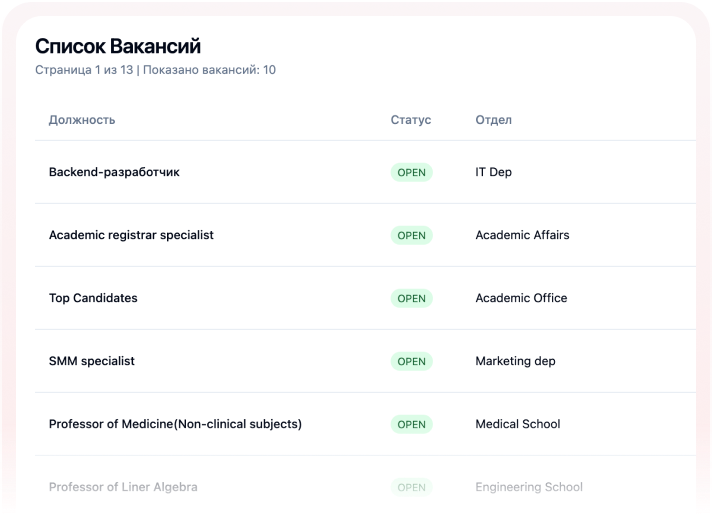 Список Вакансий
Страница 1 из 13 | Показано вакансий: 10
Должность Статус Отдел
Backend-разработчик OPEN IT Dep
Academic registrar specialist OPEN Academic Affairs
Top Candidates OPEN Academic Office
SMM specialist OPEN Marketing dep
Professor of Medicine(Non-clinical subjects) OPEN Medical School
Professor of Liner Algebra OPEN Engineering School